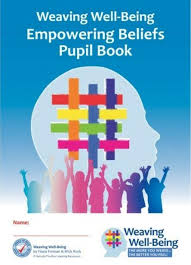 Weaving Well-Being
Empowering Beliefs
Pupil Book
Name:
Weaving Well-Being
Weaving
Well-Being
THE MORE YOU WEAVE,
THE BETTER YOU FEEL!